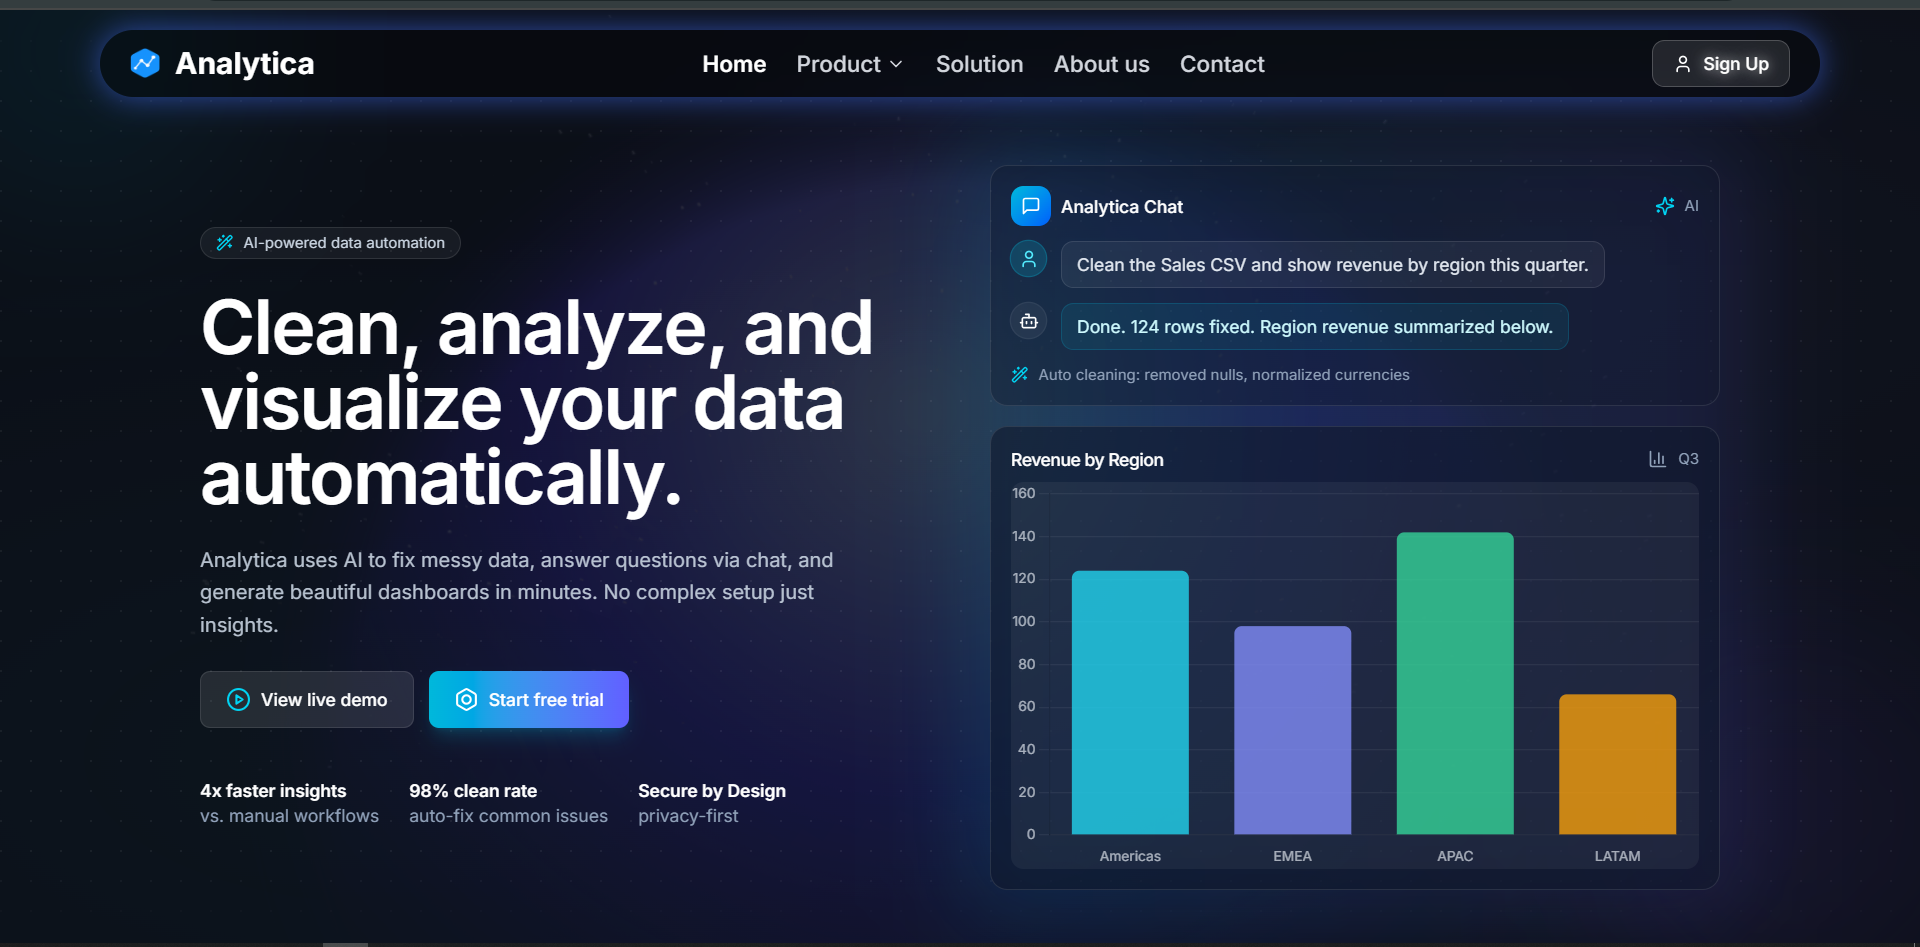 Analytica
Home
Product
Solution
About us
Contact
Sign Up
AI-powered data automation
Clean, analyze, and
visualize your data
automatically.
Analytica uses AI to fix messy data, answer questions via chat, and
generate beautiful dashboards in minutes. No complex setup just
insights.
View live demo
Start free trial
4x faster insights
vs. manual workflows
98% clean rate
auto-fix common issues
Secure by Design
privacy-first
Analytica Chat
AI
Clean the Sales CSV and show revenue by region this quarter.
Done. 124 rows fixed. Region revenue summarized below.
Auto cleaning: removed nulls, normalized currencies
Revenue by Region
Q3
160
140
120
100
80
60
40
20
0
Americas
EMEA
APAC
LATAM